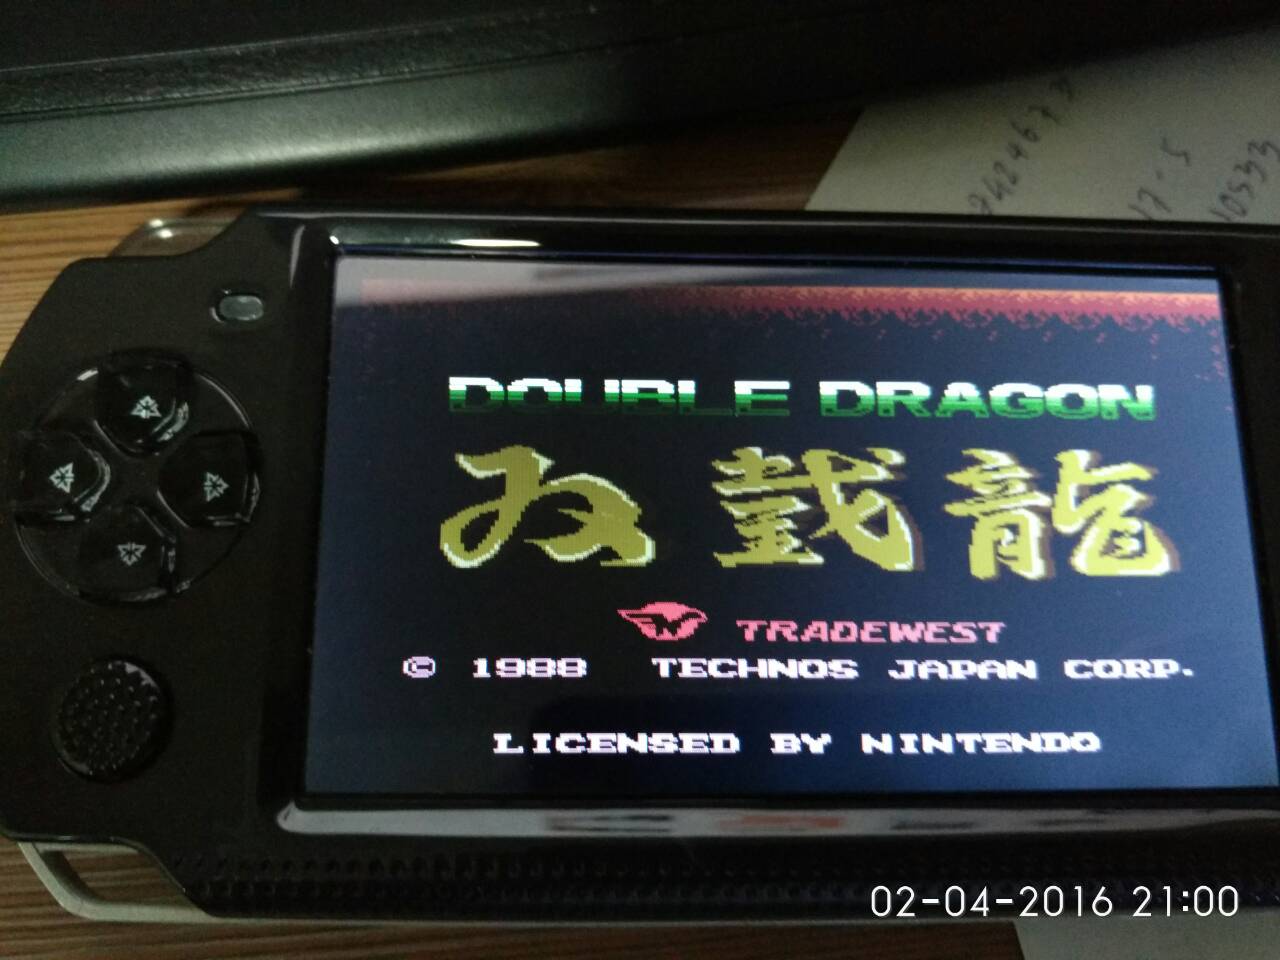 DOUBLE DRAGON
双截龍
TRADEWEST
© 1988 TECHNOS JAPAN CORP.
LICENSED BY NINTENDO
02-04-2016 21:00